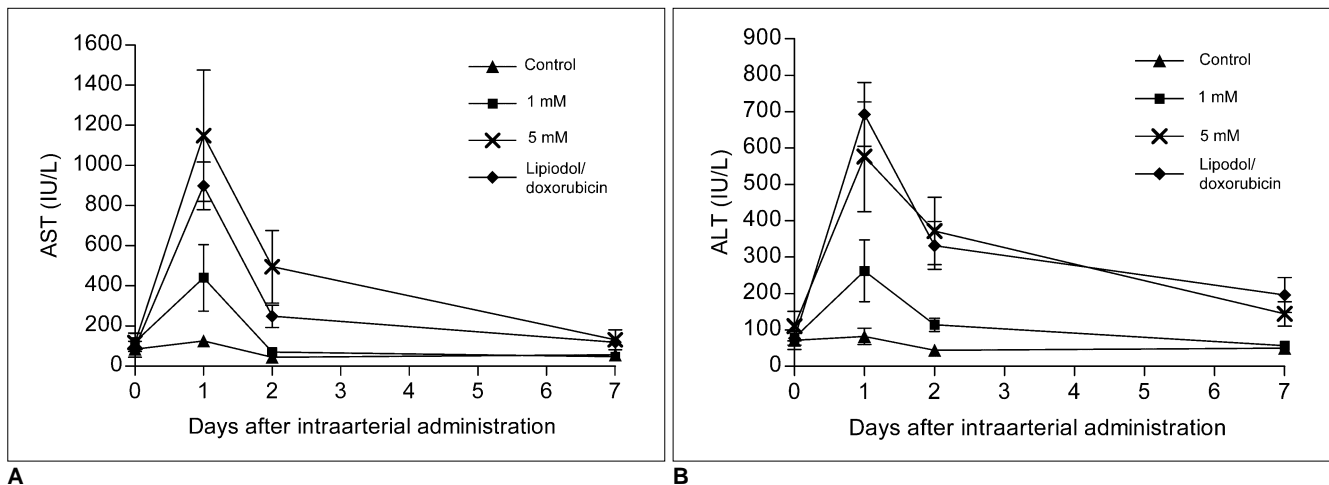 1600
1400
1200
1000
800
600
400
200
0
AST (IU/L)
Control
1 mM
5 mM
Lipiodol/
doxorubicin
0 1 2 3 4 5 6 7
Days after intraarterial administration
A
900
800
700
600
500
400
300
200
100
0
ALT (IU/L)
Control
1 mM
5 mM
Lipodol/
doxorubicin
0 1 2 3 4 5 6 7
Days after intraarterial administration
B